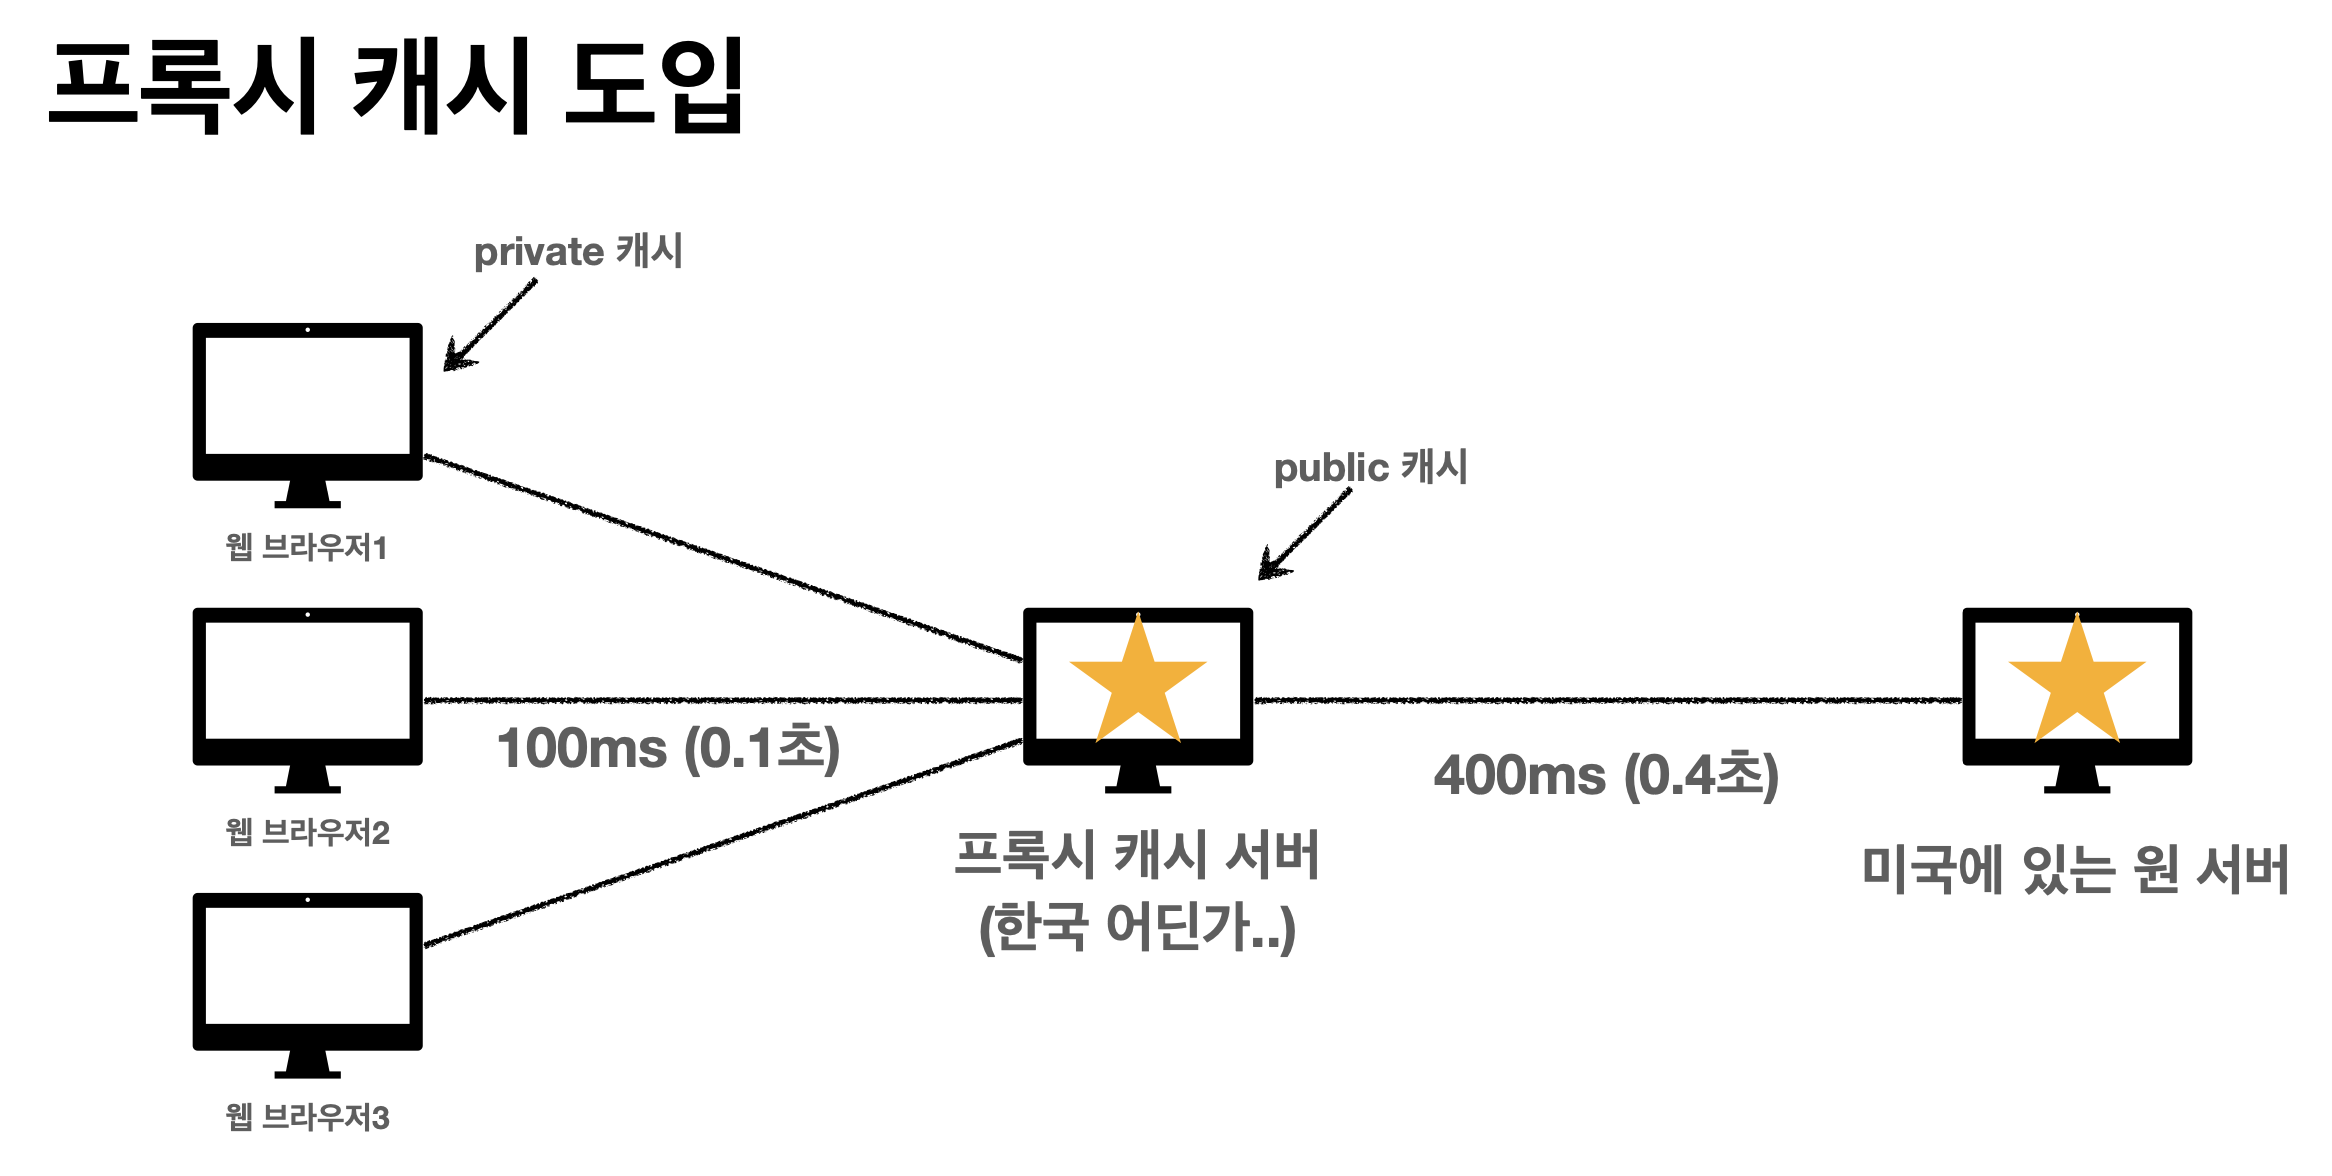 프록시 캐시 도입
private 캐시
웹 브라우저1
public 캐시
웹 브라우저2
100ms (0.1초)
프록시 캐시 서버
(한국 어딘가..)
400ms (0.4초)
미국에 있는 원 서버
웹 브라우저3